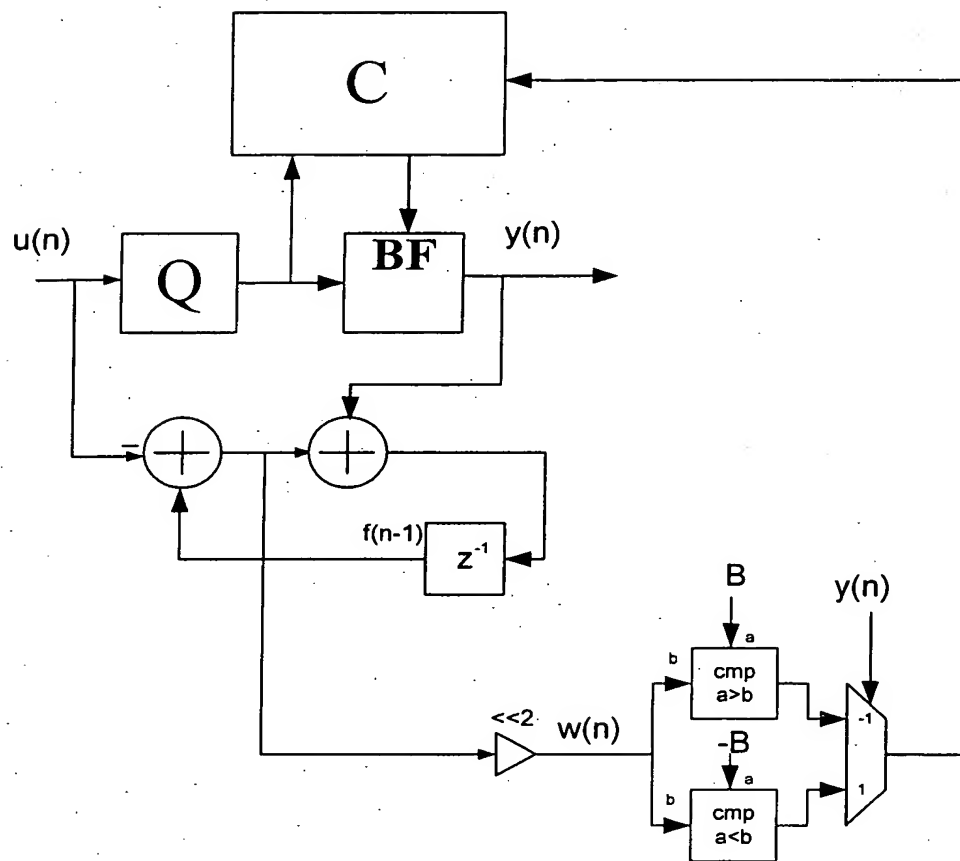 C
u(n)
Q
BF
y(n)
−
+
+
f(n-1)
z⁻¹
B
y(n)
a
b
cmp
a>b
-1
<<2
w(n)
-B
a
b
cmp
a<b
1